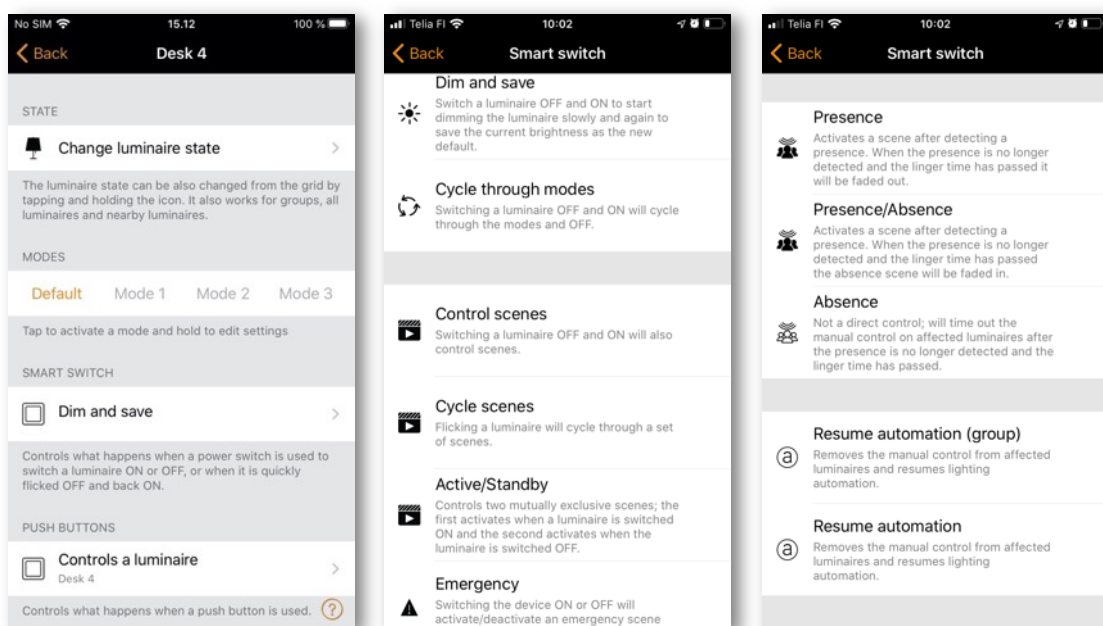 No SIM 15.12 100 %
Back Desk 4
STATE
Change luminaire state
The luminaire state can be also changed from the grid by
tapping and holding the icon. It also works for groups, all
luminaires and nearby luminaires.
MODES
Default Mode 1 Mode 2 Mode 3
Tap to activate a mode and hold to edit settings
SMART SWITCH
Dim and save
Controls what happens when a power switch is used to
switch a luminaire ON or OFF, or when it is quickly
flicked OFF and back ON.
PUSH BUTTONS
Controls a luminaire
Desk 4
Controls what happens when a push button is used. ?
Telia FI 10:02
Back Smart switch
Dim and save
Switch a luminaire OFF and ON to start
dimming the luminaire slowly and again to
save the current brightness as the new
default.
Cycle through modes
Switching a luminaire OFF and ON will cycle
through the modes and OFF.
Control scenes
Switching a luminaire OFF and ON will also
control scenes.
Cycle scenes
Flicking a luminaire will cycle through a set
of scenes.
Active/Standby
Controls two mutually exclusive scenes; the
first activates when a luminaire is switched
ON and the second activates when the
luminaire is switched OFF.
Emergency
Switching the device ON or OFF will
activate/deactivate an emergency scene
Telia FI 10:02
Back Smart switch
Presence
Activates a scene after detecting a
presence. When the presence is no longer
detected and the linger time has passed it
will be faded out.
Presence/Absence
Activates a scene after detecting a
presence. When the presence is no longer
detected and the linger time has passed
the absence scene will be faded in.
Absence
Not a direct control; will time out the
manual control on affected luminaires after
the presence is no longer detected and the
linger time has passed.
Resume automation (group)
a
Removes the manual control from affected
luminaires and resumes lighting
automation.
Resume automation
a
Removes the manual control from affected
luminaires and resumes lighting
automation.